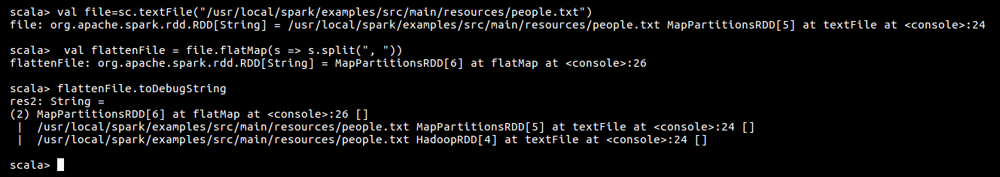 scala> val file=sc.textFile("/usr/local/spark/examples/src/main/resources/people.txt")
file: org.apache.spark.rdd.RDD[String] = /usr/local/spark/examples/src/main/resources/people.txt MapPartitionsRDD[5] at textFile at <console>:24
scala>  val flattenFile = file.flatMap(s => s.split(", "))
flattenFile: org.apache.spark.rdd.RDD[String] = MapPartitionsRDD[6] at flatMap at <console>:26
scala> flattenFile.toDebugString
res2: String =
(2) MapPartitionsRDD[6] at flatMap at <console>:26 []
 |  /usr/local/spark/examples/src/main/resources/people.txt MapPartitionsRDD[5] at textFile at <console>:24 []
 |  /usr/local/spark/examples/src/main/resources/people.txt HadoopRDD[4] at textFile at <console>:24 []
scala>